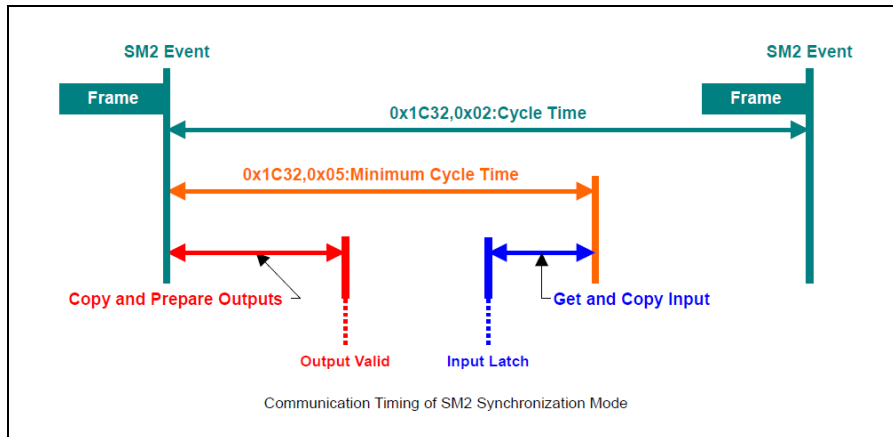 SM2 Event
SM2 Event
Frame
Frame
0x1C32,0x02:Cycle Time
0x1C32,0x05:Minimum Cycle Time
Copy and Prepare Outputs
Get and Copy Input
Output Valid
Input Latch
Communication Timing of SM2 Synchronization Mode